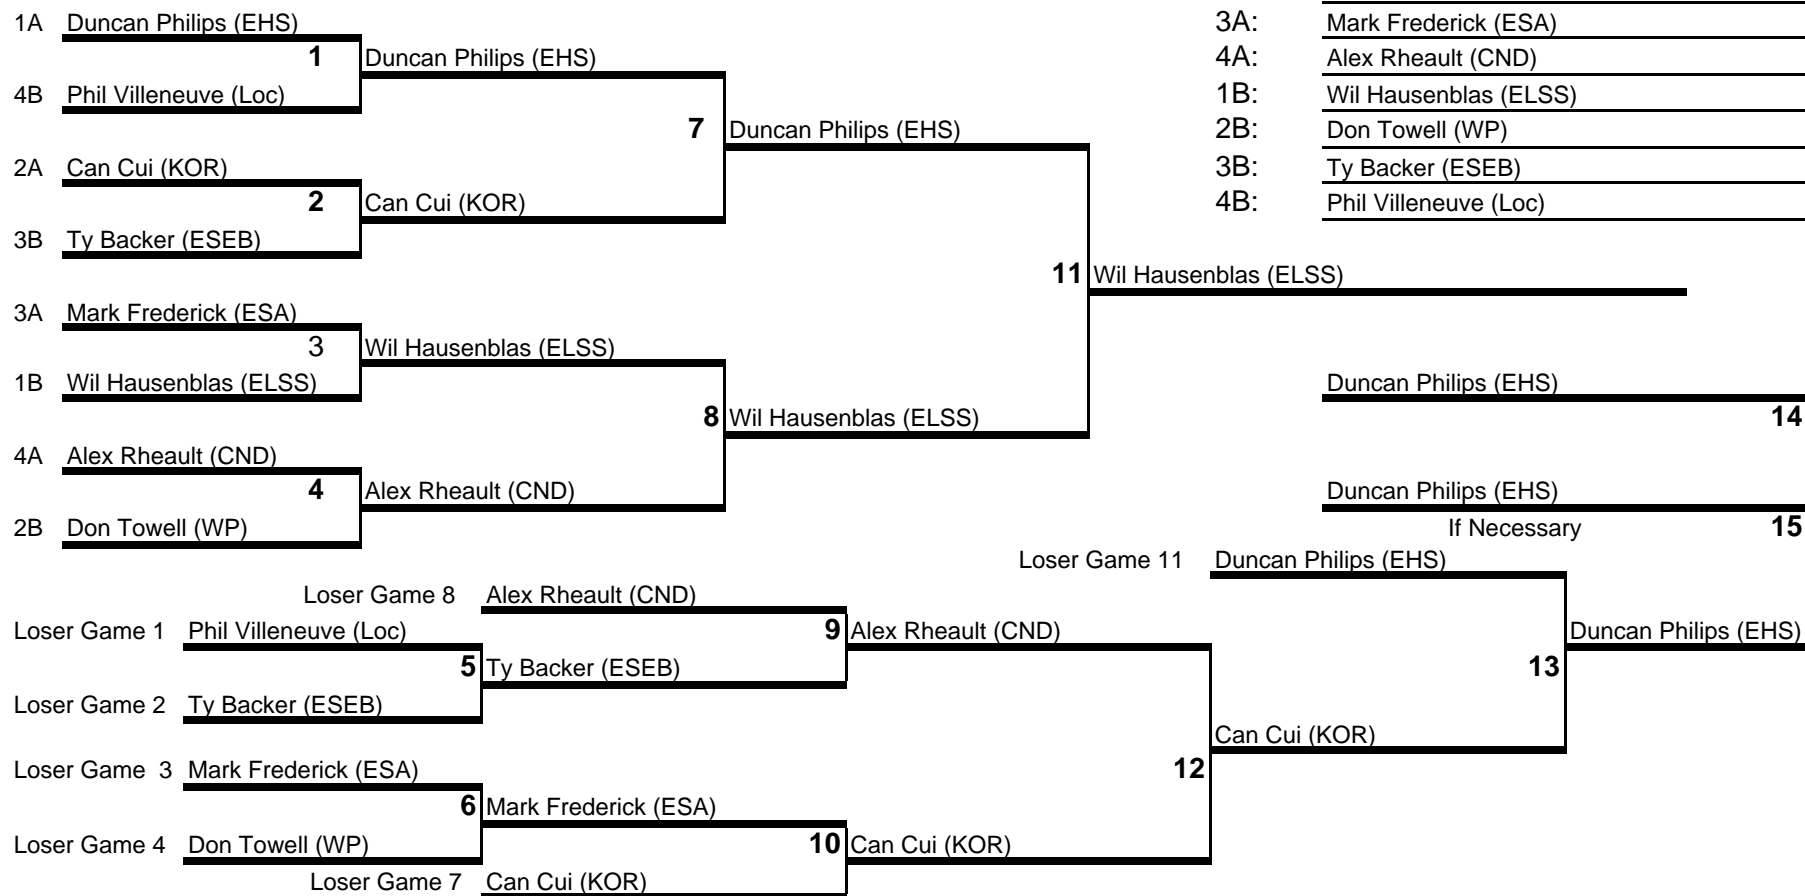 1A Duncan Philips (EHS)
3A: Mark Frederick (ESA)
1 Duncan Philips (EHS)
4A: Alex Rheault (CND)
4B Phil Villeneuve (Loc)
1B: Wil Hausenblas (ELSS)
7 Duncan Philips (EHS)
2B: Don Towell (WP)
2A Can Cui (KOR)
3B: Ty Backer (ESEB)
2 Can Cui (KOR)
4B: Phil Villeneuve (Loc)
3B Ty Backer (ESEB)
11 Wil Hausenblas (ELSS)
3A Mark Frederick (ESA)
3 Wil Hausenblas (ELSS)
1B Wil Hausenblas (ELSS)
Duncan Philips (EHS)
8 Wil Hausenblas (ELSS)
14
4A Alex Rheault (CND)
4 Alex Rheault (CND)
Duncan Philips (EHS)
2B Don Towell (WP)
If Necessary 15
Loser Game 11 Duncan Philips (EHS)
Loser Game 8 Alex Rheault (CND)
Loser Game 1 Phil Villeneuve (Loc)
9 Alex Rheault (CND)
Duncan Philips (EHS)
5 Ty Backer (ESEB)
13
Loser Game 2 Ty Backer (ESEB)
Can Cui (KOR)
Loser Game 3 Mark Frederick (ESA)
12
6 Mark Frederick (ESA)
Loser Game 4 Don Towell (WP)
10 Can Cui (KOR)
Loser Game 7 Can Cui (KOR)